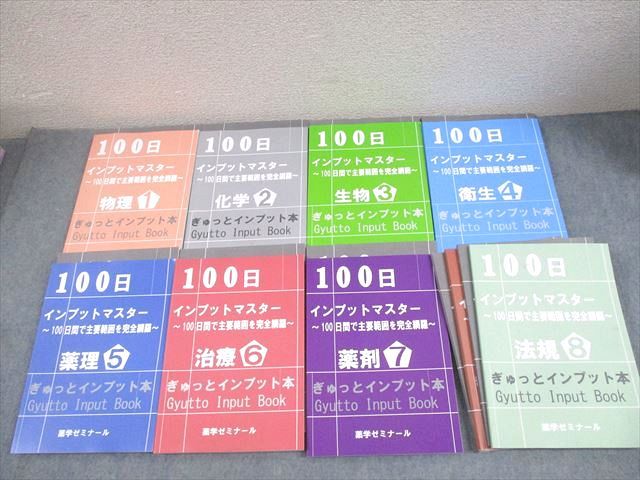 100日
インプットマスター
～100日間で主要範囲を完全網羅～
物理1
ぎゅっとインプット本
Gyutto Input Book
100日
インプットマスター
～100日間で主要範囲を完全網羅～
化学2
ぎゅっとインプット本
Gyutto Input Book
100日
インプットマスター
～100日間で主要範囲を完全網羅～
生物3
ぎゅっとインプット本
Gyutto Input Book
100日
インプットマスター
～100日間で主要範囲を完全網羅～
衛生4
ぎゅっとインプット本
Gyutto Input Book
100日
インプットマスター
～100日間で主要範囲を完全網羅～
薬理5
ぎゅっとインプット本
Gyutto Input Book
薬学ゼミナール
100日
インプットマスター
～100日間で主要範囲を完全網羅～
治療6
ぎゅっとインプット本
Gyutto Input Book
薬学ゼミナール
100日
インプットマスター
～100日間で主要範囲を完全網羅～
薬剤7
ぎゅっとインプット本
Gyutto Input Book
薬学ゼミナール
100日
インプットマスター
～100日間で主要範囲を完全網羅～
法規8
ぎゅっとインプット本
Gyutto Input Book
薬学ゼミナール